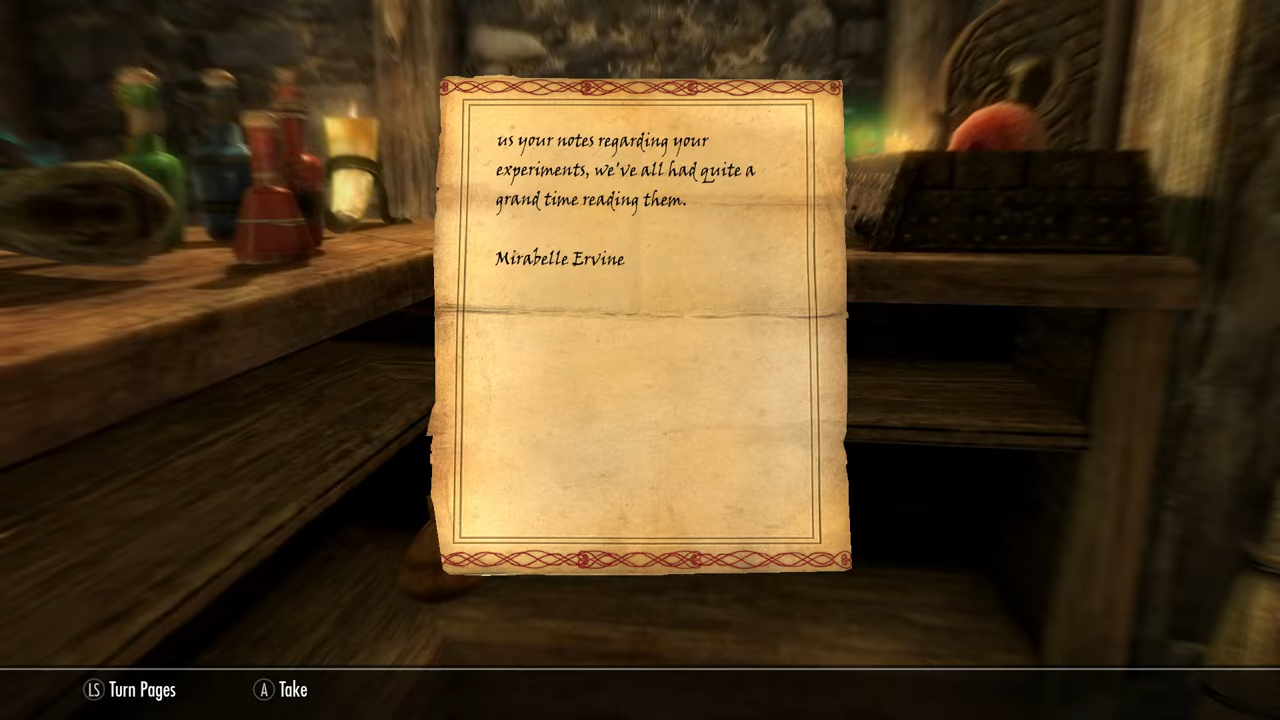 us your notes regarding your
experiments, we've all had quite a
grand time reading them.
Mirabelle Ervine
LS Turn Pages
A Take